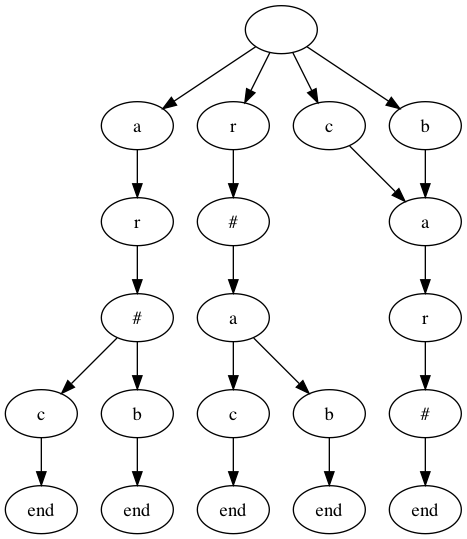 a r c b
r # a
# a r
c b c b #
end end end end end